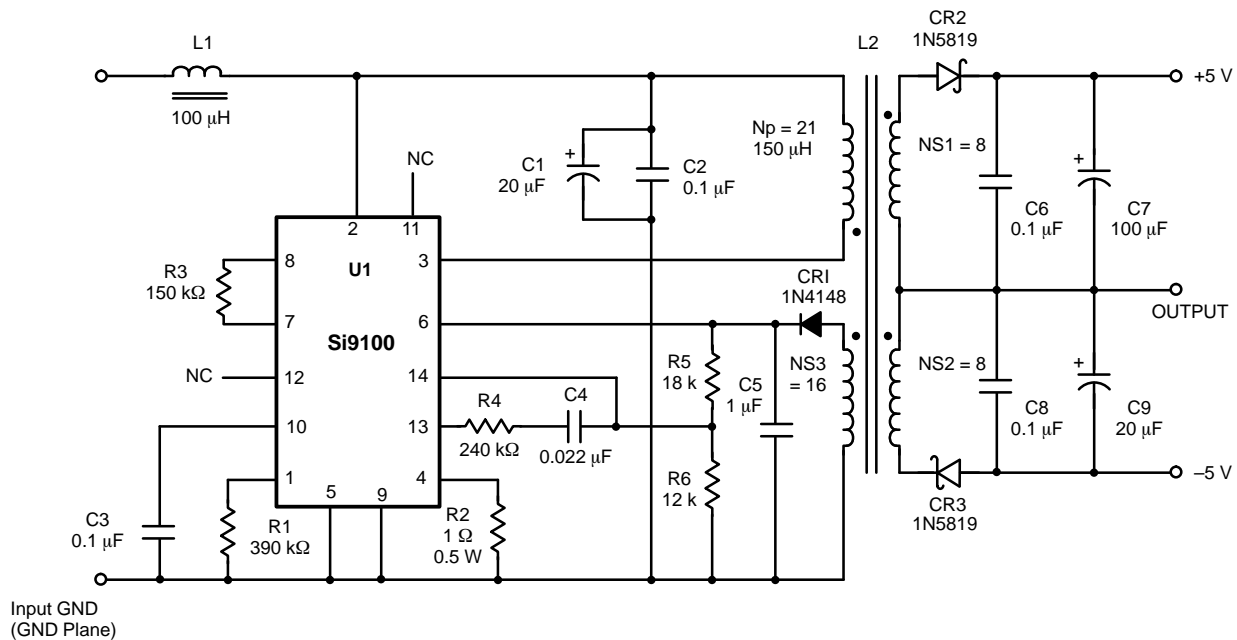 L1
100 μH
NC
C1
+
20 μF
C2
0.1 μF
Np = 21
150 μH
L2
CR2
1N5819
+5 V
NS1 = 8
C6
0.1 μF
+
C7
100 μF
OUTPUT
2
11
8
U1
3
R3
150 kΩ
7
6
Si9100
NC
12
14
10
13
1
5
9
4
R4
240 kΩ
C4
0.022 μF
R5
18 k
R6
12 k
C5
1 μF
CRI
1N4148
NS3
= 16
NS2 = 8
C8
0.1 μF
+
C9
20 μF
CR3
1N5819
–5 V
C3
0.1 μF
R1
390 kΩ
R2
1 Ω
0.5 W
Input GND
(GND Plane)